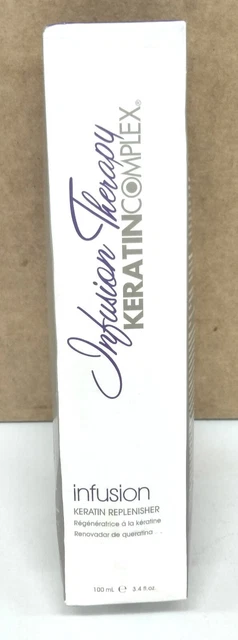 Infusion Therapy
KERATINCOMPLEX®
infusion
KERATIN REPLENISHER
Régénératrice à la kératine
Renovador de queratina
100 mL ℮ 3.4 fl oz